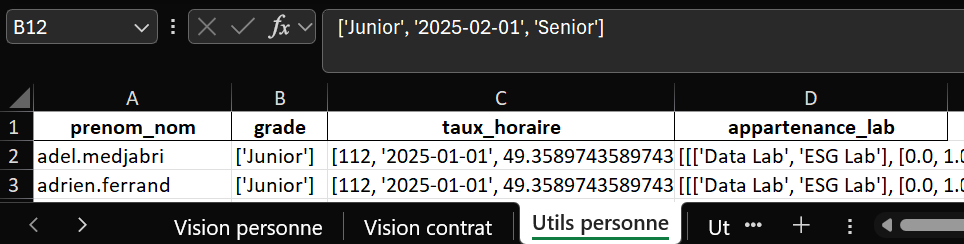 B12 fx ['Junior', '2025-02-01', 'Senior']
A B C D
1 prenom_nom grade taux_horaire appartenance_lab
2 adel.medjabri ['Junior'] [112, '2025-01-01', 49.3589743589743 [[['Data Lab', 'ESG Lab'], [0.0, 1.0
3 adrien.ferrand ['Junior'] [112, '2025-01-01', 49.3589743589743 [[['Data Lab', 'ESG Lab'], [0.0, 1.0
Vision personne Vision contrat Utils personne Ut